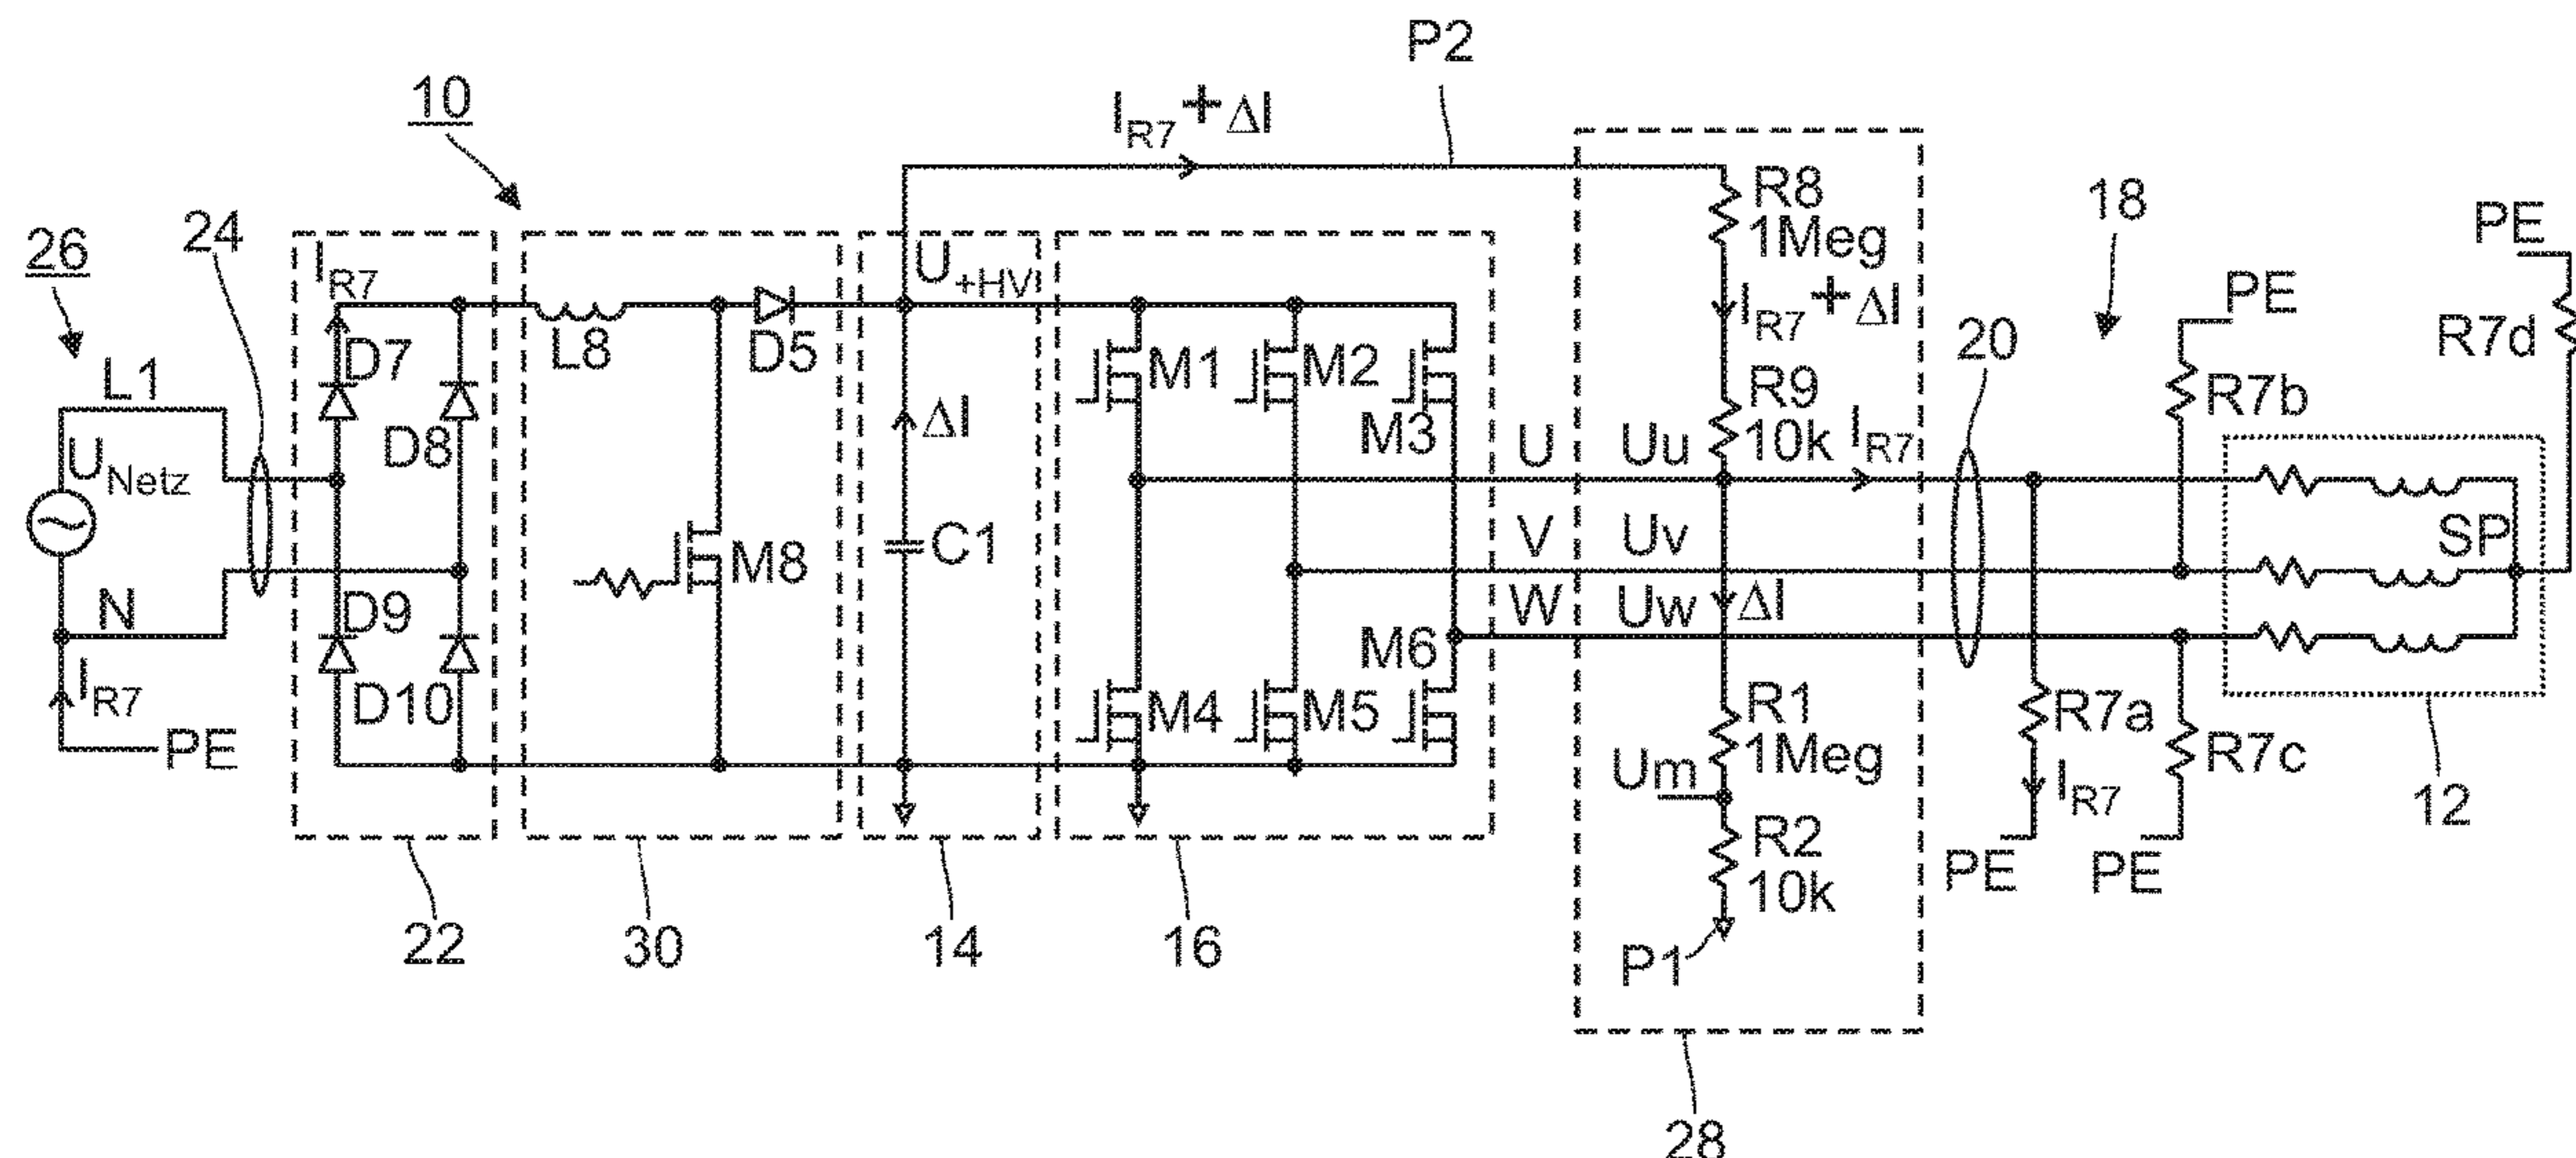 P2
10
I_R7 + ΔI
R8
1Meg
18
PE
24
26
I_R7
U_+HV
PE
I_R7 + ΔI
20
R7d
D7
L8
D5
M1
M2
L1
R9
10k
R7b
ΔI
M3
I_R7
D8
U
Uu
U_Netz
SP
C1
V
Uv
M8
N
D9
W
Uw
ΔI
M6
I_R7
D10
M4
M5
R1
1Meg
R7a
PE
Um
R7c
I_R7
12
R2
10k
PE
PE
22
30
14
16
P1
28